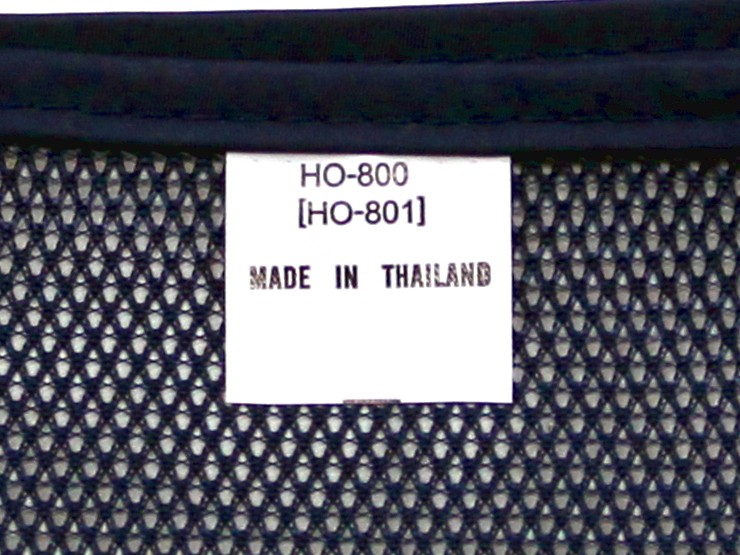 HO-800
[HO-801]
MADE IN THAILAND